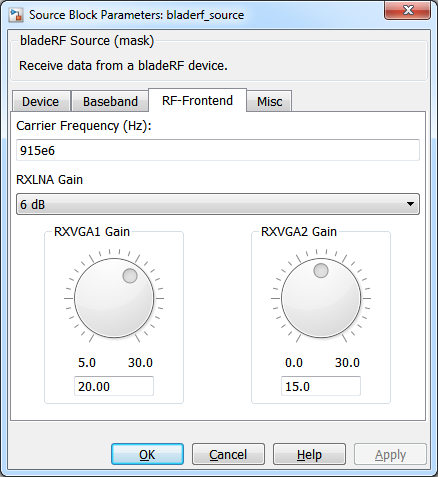 Source Block Parameters: bladerf_source
bladeRF Source (mask)
Receive data from a bladeRF device.
Device Baseband RF-Frontend Misc
Carrier Frequency (Hz):
915e6
RXLNA Gain
6 dB
RXVGA1 Gain RXVGA2 Gain
5.0 30.0 0.0 30.0
20.00 15.0
OK Cancel Help Apply